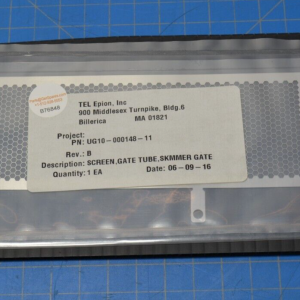 TEL Epion, Inc
900 Middlesex Turnpike, Bldg.6
Billerica MA 01821
Project:
PN: UG10-000148-11
Rev.: B
Description: SCREEN,GATE TUBE,SKMMER GATE
Quantity: 1 EA Date: 06-09-16